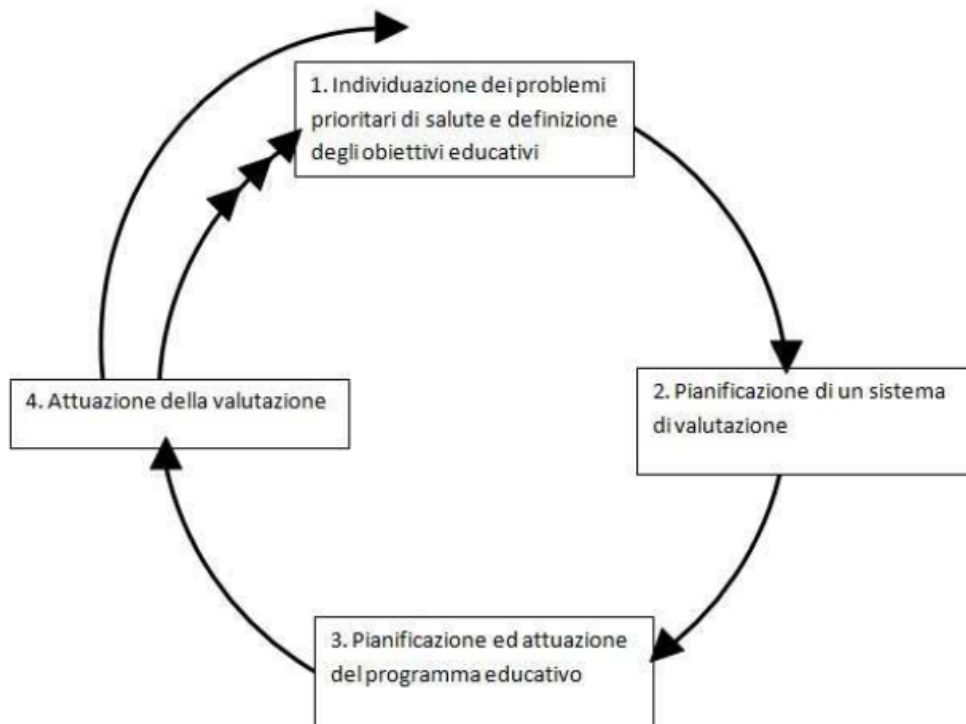 1. Individuazione dei problemi
prioritari di salute e definizione
degli obiettivi educativi
4. Attuazione della valutazione
2. Pianificazione di un sistema
di valutazione
3. Pianificazione ed attuazione
del programma educativo